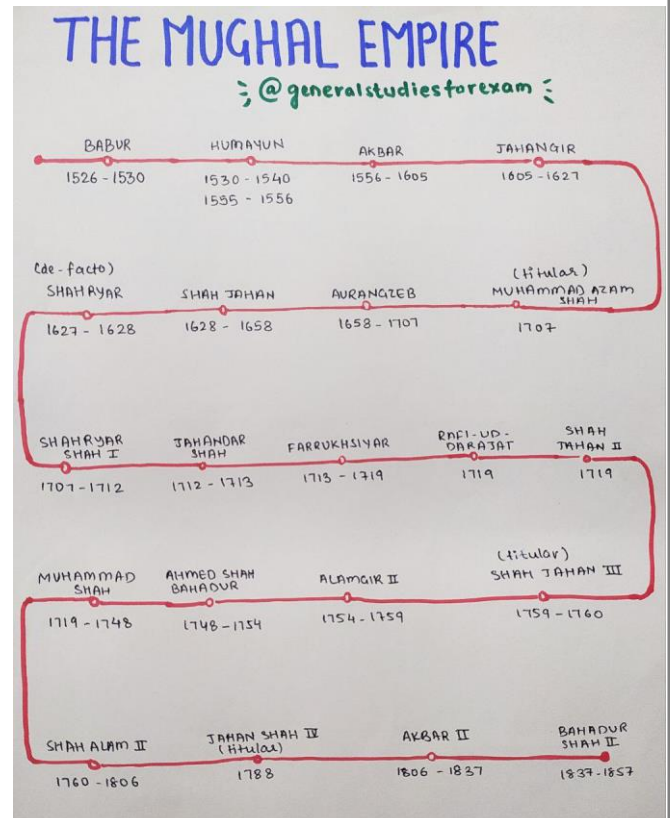 THE MUGHAL EMPIRE
@generalstudiesforexam
BABUR
1526 - 1530
HUMAYUN
1530 - 1540
1555 - 1556
AKBAR
1556 - 1605
JAHANGIR
1605 - 1627
(de-facto)
SHAHRYAR
1627 - 1628
SHAH JAHAN
1628 - 1658
AURANGZEB
1658 - 1707
(titular)
MUHAMMAD AZAM
SHAH
1707
SHAHRYAR
SHAH I
1707 - 1712
JAHANDAR
SHAH
1712 - 1713
FARRUKHSIYAR
1713 - 1719
RAFI-UD-
DARAJAT
1719
SHAH
JAHAN II
1719
MUHAMMAD
SHAH
1719 - 1748
AHMED SHAH
BAHADUR
1748 - 1754
ALAMGIR II
1754 - 1759
(titular)
SHAH JAHAN III
1759 - 1760
SHAH ALAM II
1760 - 1806
JAHAN SHAH IV
(titular)
1788
AKBAR II
1806 - 1837
BAHADUR
SHAH II
1837-1857